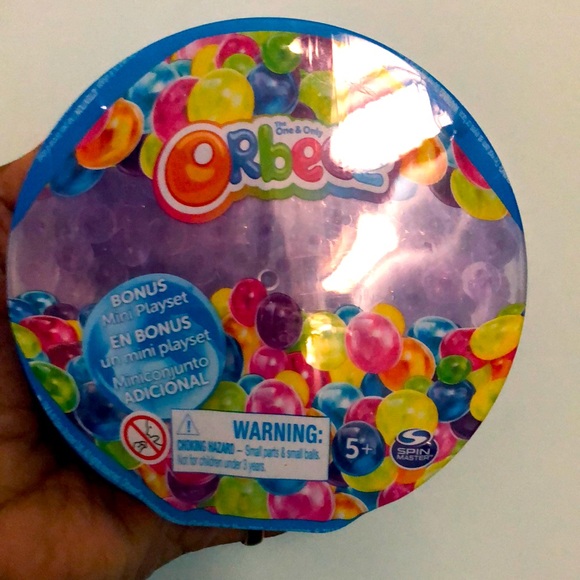 The
One & Only
ORbee
BONUS
Mini Playset
EN BONUS
un mini playset
Miniconjunto
ADICIONAL
WARNING:
CHOKING HAZARD – Small parts & small balls.
Not for children under 3 years.
5+
SPIN
MASTER